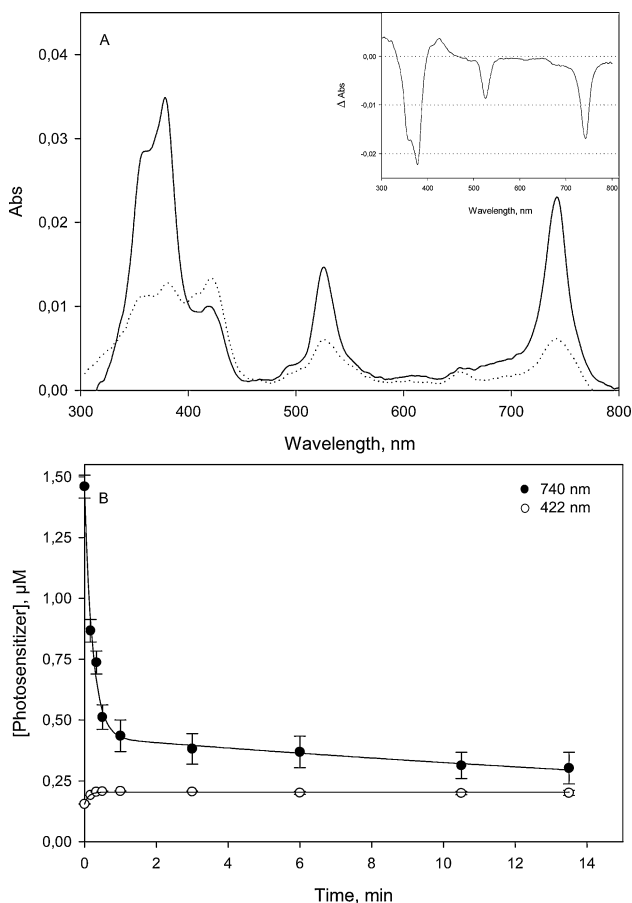 A
0,04
0,03
0,02
0,01
0,00
Abs
300 400 500 600 700 800
Wavelength, nm
0,00
-0,01
-0,02
Δ Abs
300 400 500 600 700 800
Wavelength, nm
B
1,50
1,25
1,00
0,75
0,50
0,25
0,00
[Photosensitizer], µM
740 nm
422 nm
0 2 4 6 8 10 12 14
Time, min